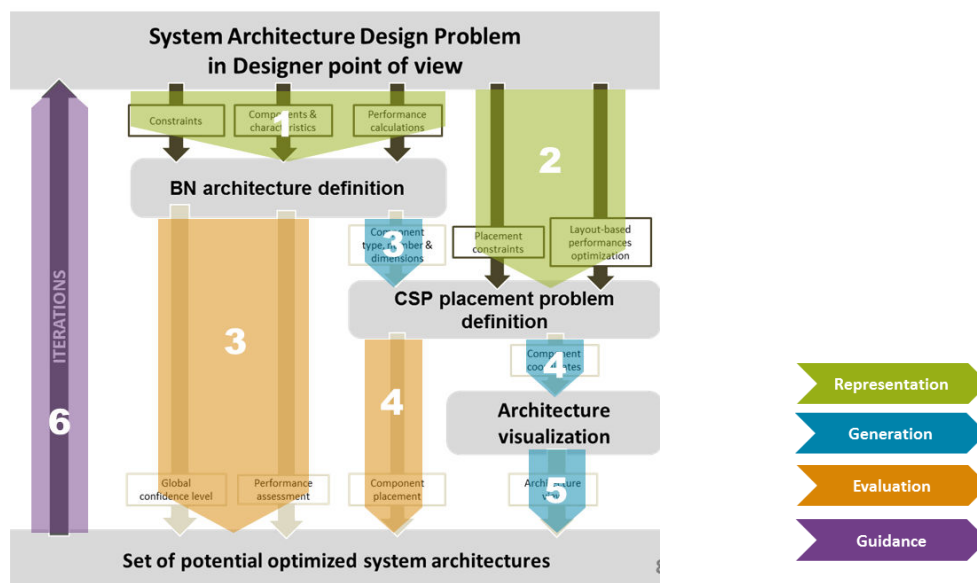 System Architecture Design Problem
in Designer point of view
Constraints
Components &
characteristics
Performance
calculations
1
2
BN architecture definition
Component
type, number &
dimensions
3
Placement
constraints
Layout-based
performances
optimization
CSP placement problem
definition
ITERATIONS
3
4
Component
coordinates
4
Architecture
visualization
6
Global
confidence level
Performance
assessment
Component
placement
Architecture
view
5
Set of potential optimized system architectures
8
Representation
Generation
Evaluation
Guidance